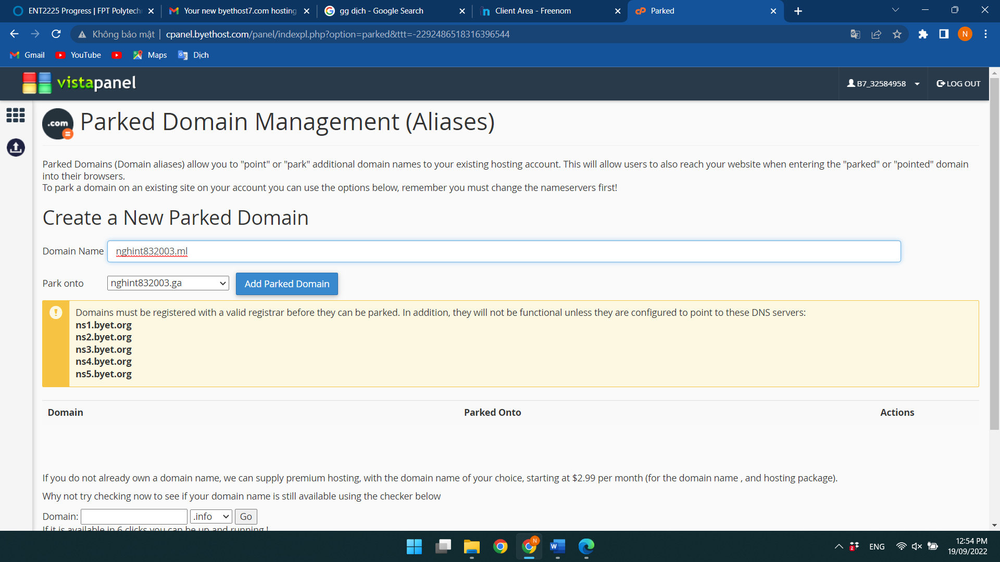 ENT2225 Progress | FPT Polytech
Your new byethost7.com hosting
gg dịch - Google Search
Client Area - Freenom
Parked
Không bảo mật
cpanel.byethost.com/panel/indexpl.php?option=parked&ttt=-2292486518316396544
N
Gmail
YouTube
Maps
Dịch
vistapanel
B7_32584958
LOG OUT
.com
Parked Domain Management (Aliases)
Parked Domains (Domain aliases) allow you to "point" or "park" additional domain names to your existing hosting account. This will allow users to also reach your website when entering the "parked" or "pointed" domain
into their browsers.
To park a domain on an existing site on your account you can use the options below, remember you must change the nameservers first!
Create a New Parked Domain
Domain Name
nghint832003.ml
Park onto
nghint832003.ga
Add Parked Domain
Domains must be registered with a valid registrar before they can be parked. In addition, they will not be functional unless they are configured to point to these DNS servers:
ns1.byet.org
ns2.byet.org
ns3.byet.org
ns4.byet.org
ns5.byet.org
Domain
Parked Onto
Actions
If you do not already own a domain name, we can supply premium hosting, with the domain name of your choice, starting at $2.99 per month (for the domain name , and hosting package).
Why not try checking now to see if your domain name is still available using the checker below
Domain:
.info
Go
If it is available in 6 clicks you can be up and running !
ENG
12:54 PM
19/09/2022